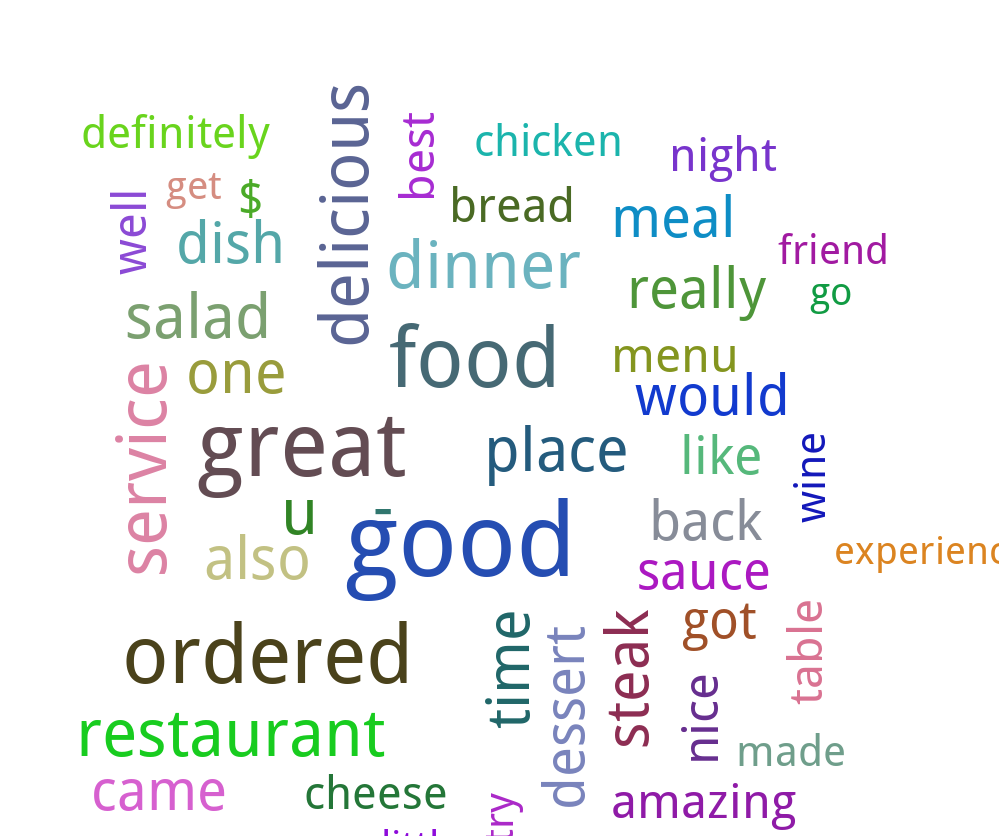 definitely
delicious
best
chicken
night
well
get
$
bread
meal
dish
dinner
friend
really
go
salad
food
menu
one
would
service
great
place
like
wine
u
-
good
back
also
sauce
experienc
ordered
time
dessert
steak
got
table
restaurant
nice
made
came
cheese
try
amazing